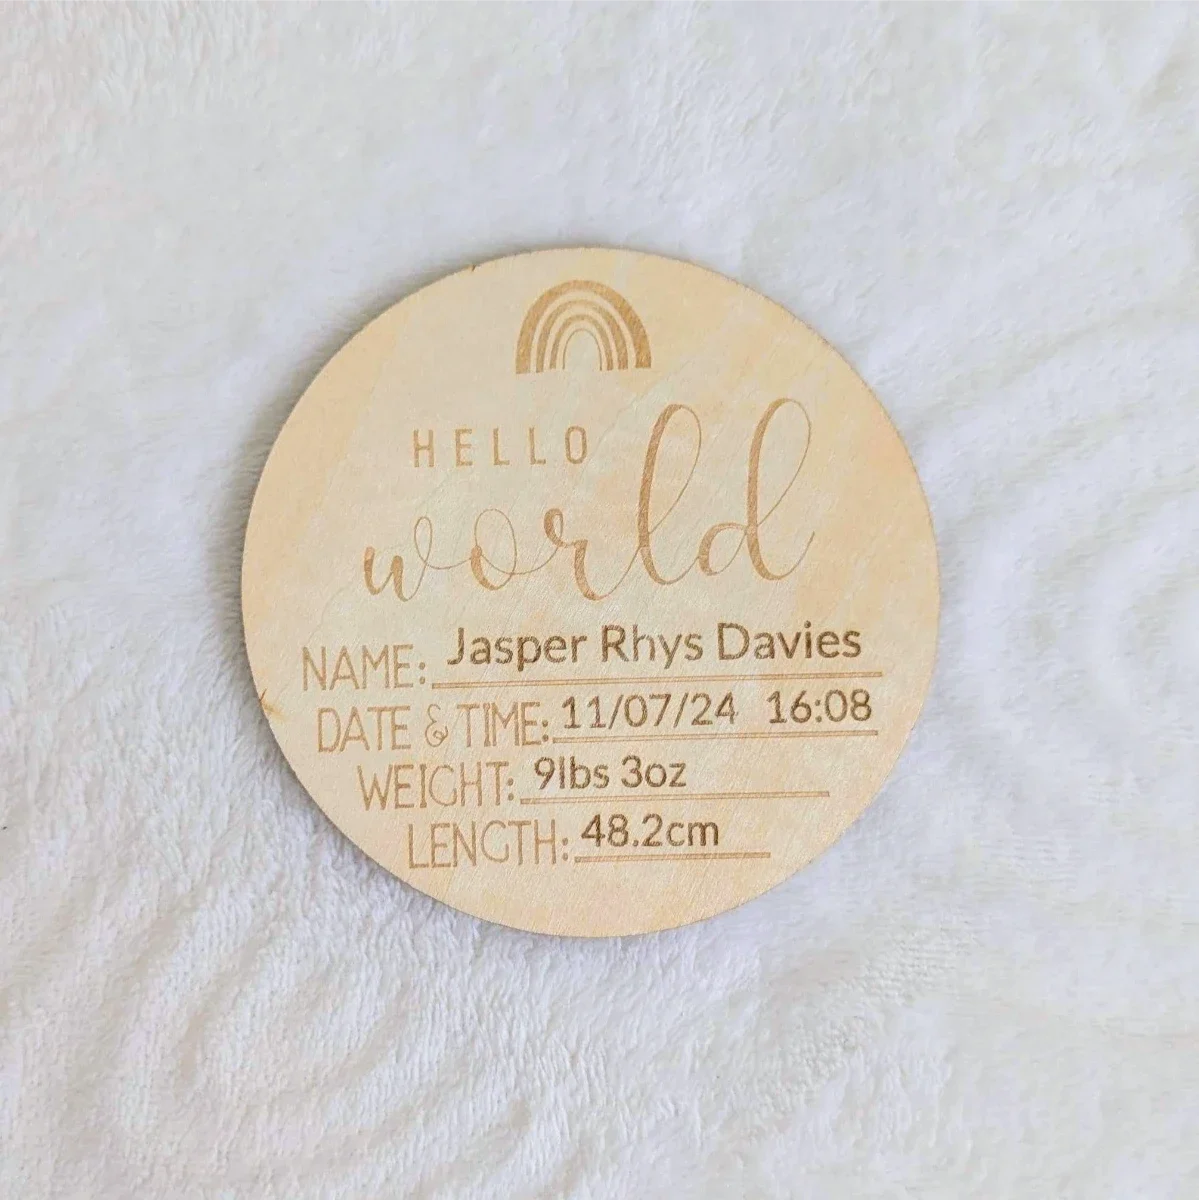 HELLO
world
NAME: Jasper Rhys Davies
DATE & TIME: 11/07/24 16:08
WEIGHT: 9lbs 3oz
LENGTH: 48.2cm